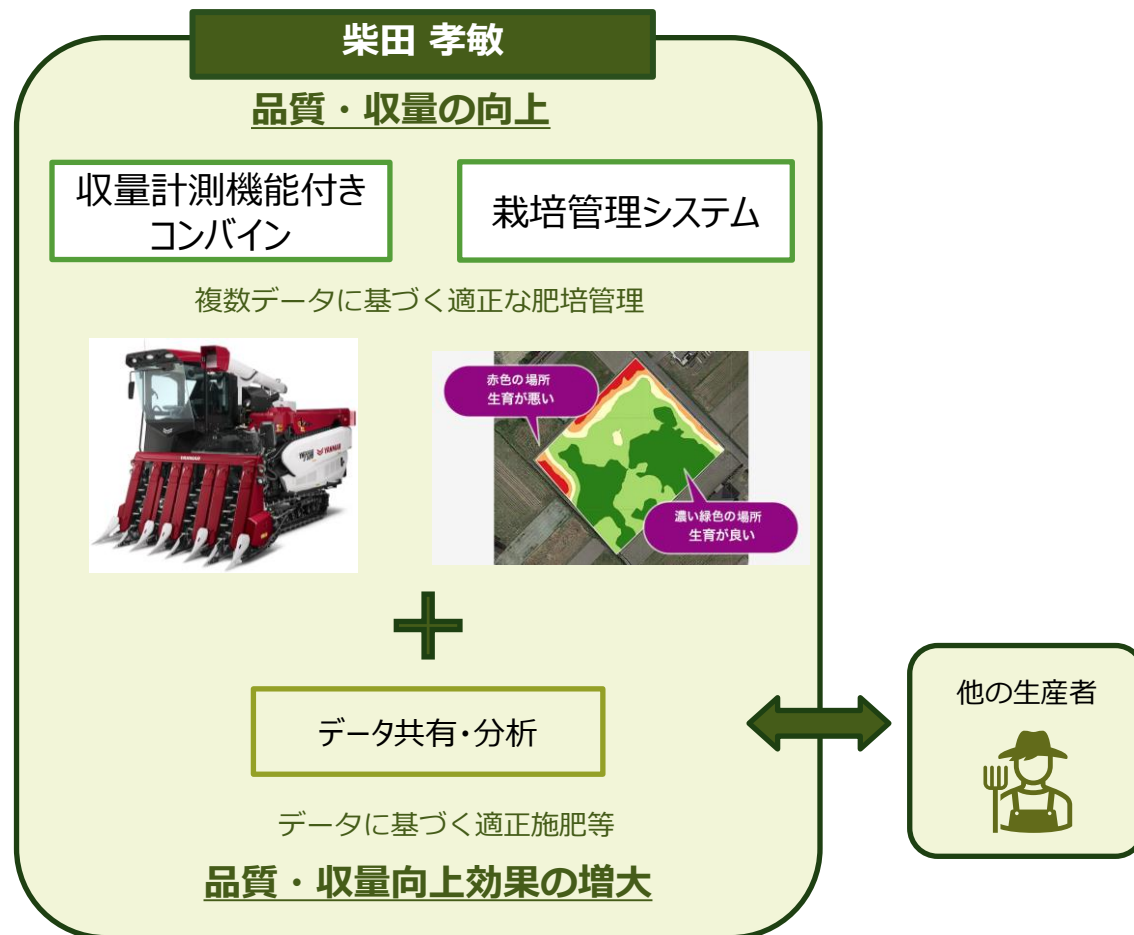 柴田 孝敏
品質・収量の向上
収量計測機能付き
コンバイン
栽培管理システム
複数データに基づく適正な肥培管理
YANMAR
赤色の場所
生育が悪い
濃い緑色の場所
生育が良い
データ共有・分析
データに基づく適正施肥等
品質・収量向上効果の増大
他の生産者